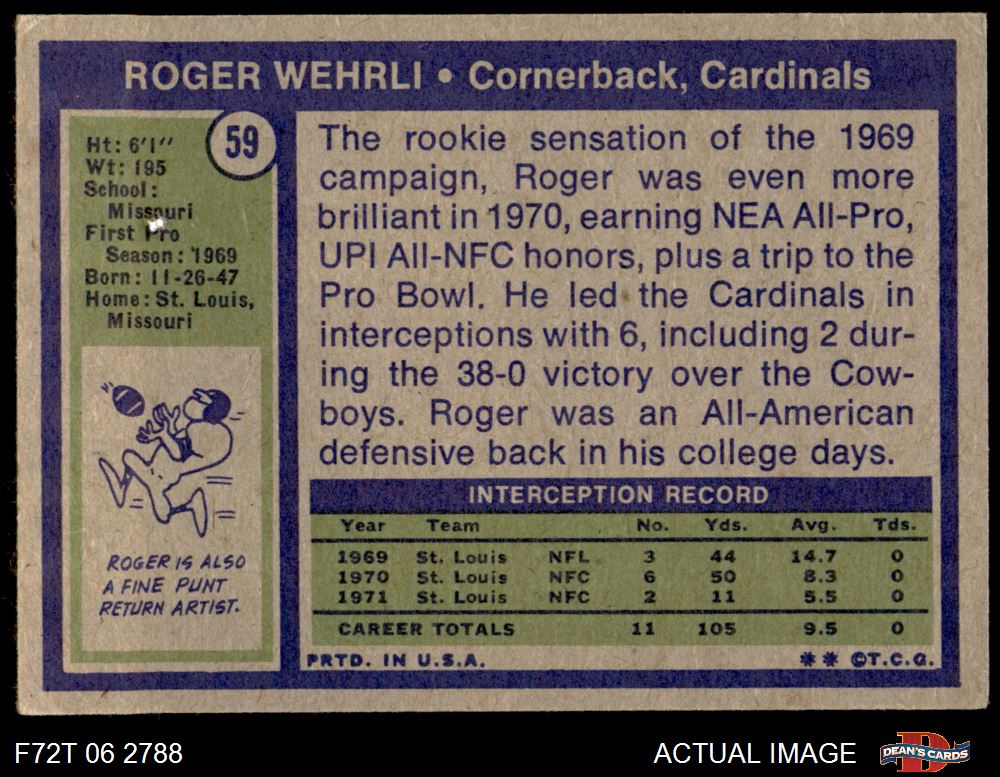 ROGER WEHRLI • Cornerback, Cardinals
59
Ht: 6'1''
Wt: 195
School:
Missouri
First Pro
Season: 1969
Born: 11-26-47
Home: St. Louis,
Missouri
ROGER IS ALSO
A FINE PUNT
RETURN ARTIST.
The rookie sensation of the 1969
campaign, Roger was even more
brilliant in 1970, earning NEA All-Pro,
UPI All-NFC honors, plus a trip to the
Pro Bowl. He led the Cardinals in
interceptions with 6, including 2 dur-
ing the 38-0 victory over the Cow-
boys. Roger was an All-American
defensive back in his college days.
INTERCEPTION RECORD
Year Team No. Yds. Avg. Tds.
1969 St. Louis NFL 3 44 14.7 0
1970 St. Louis NFC 6 50 8.3 0
1971 St. Louis NFC 2 11 5.5 0
CAREER TOTALS 11 105 9.5 0
PRTD. IN U.S.A. ** ©T.C.G.
F72T 06 2788 ACTUAL IMAGE DEAN'S CARDS